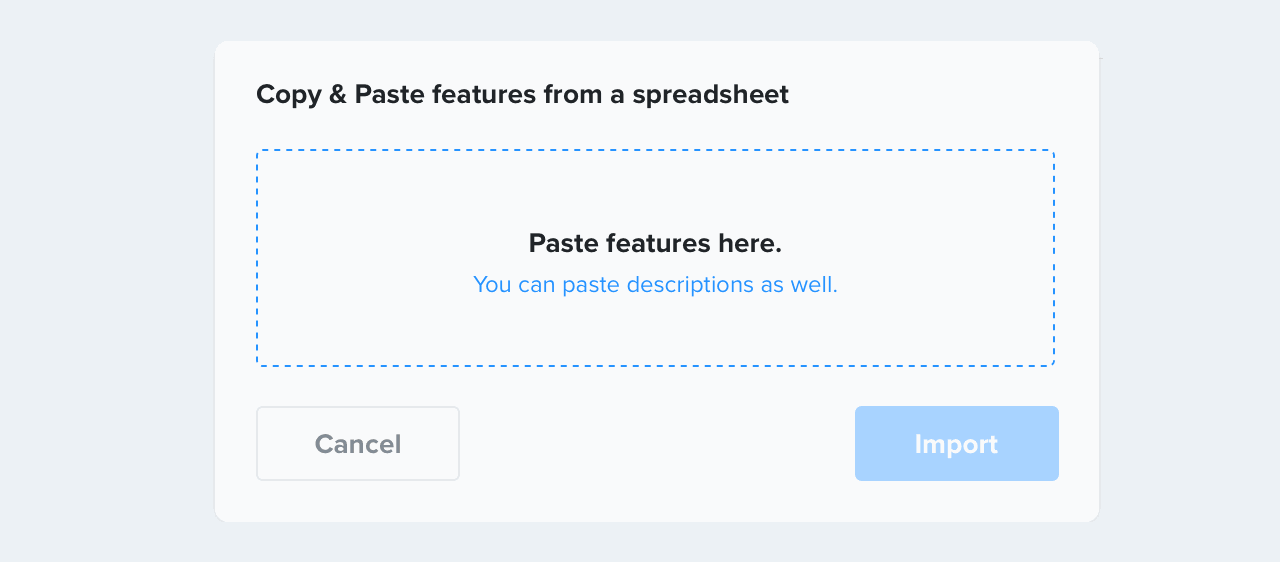 Copy & Paste features from a spreadsheet
Paste features here.
You can paste descriptions as well.
Cancel
Import